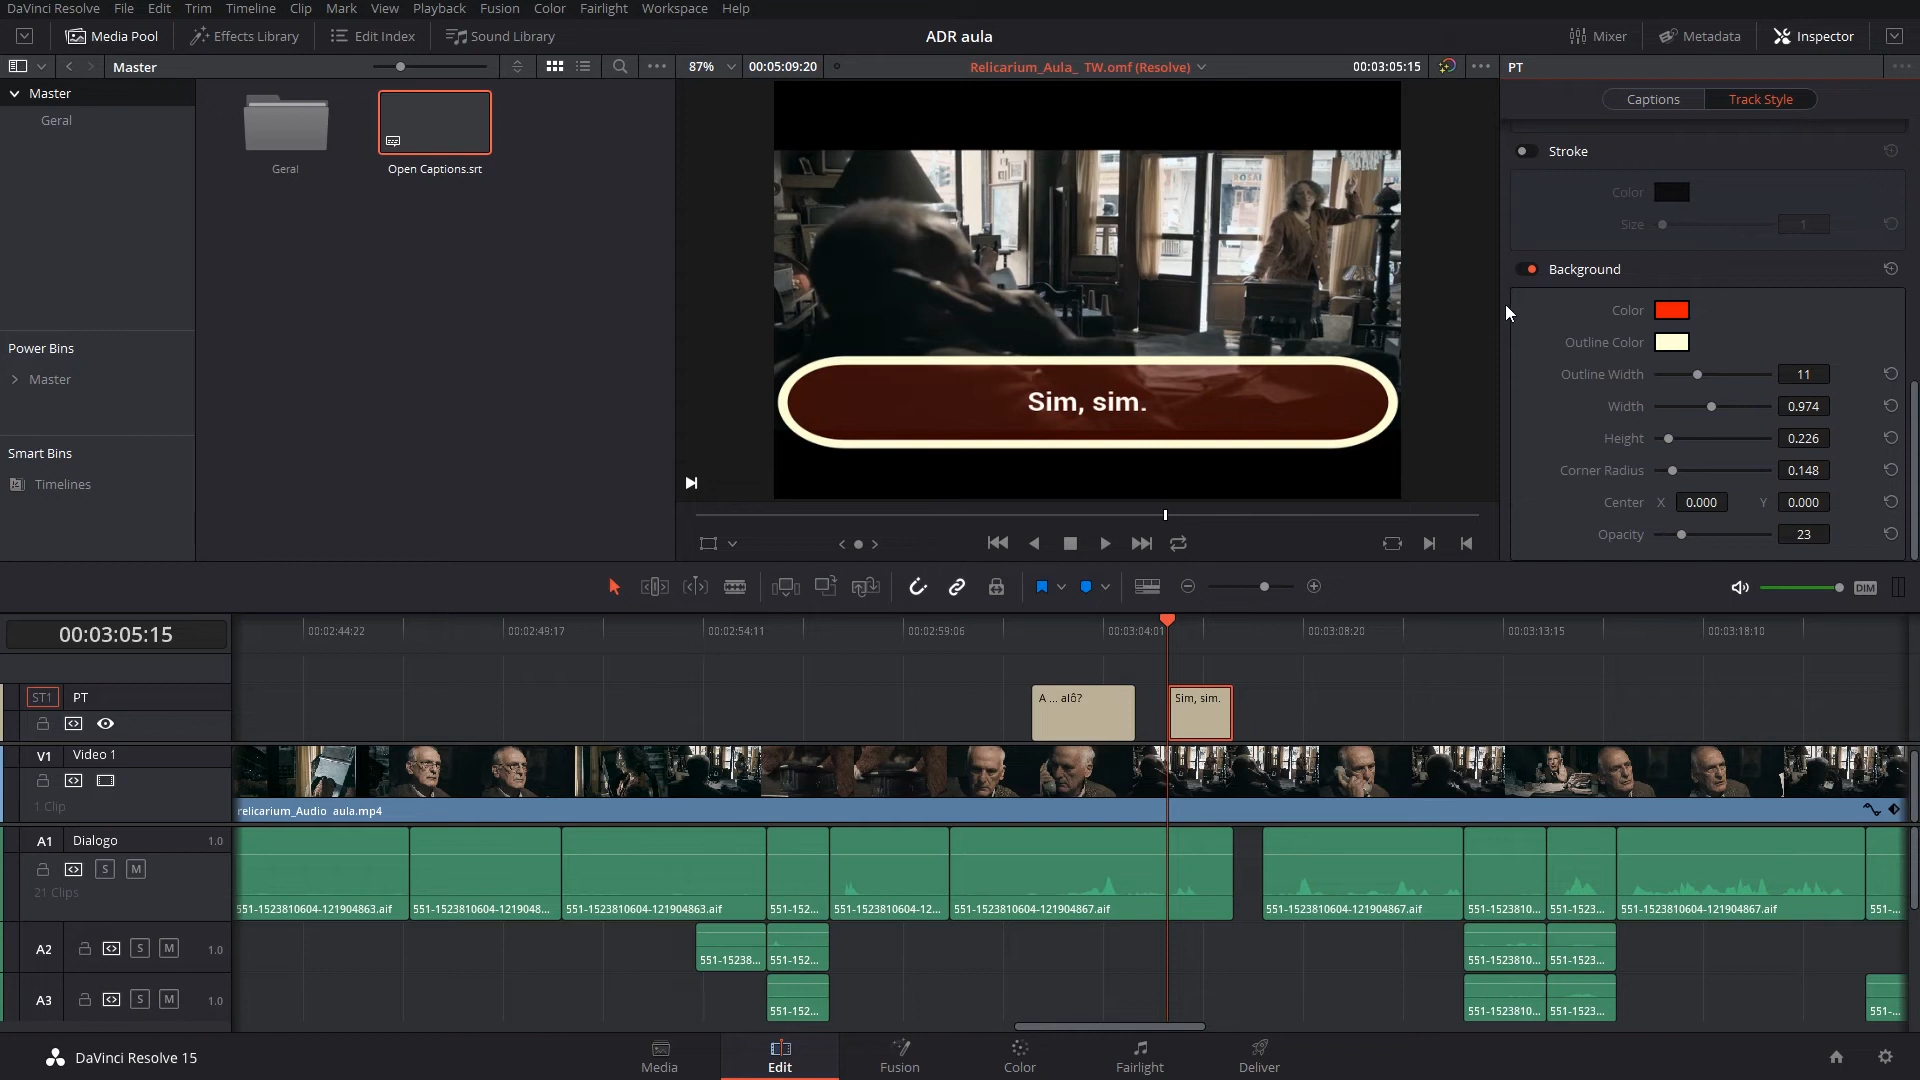 DaVinci Resolve File Edit Trim Timeline Clip Mark View Playback Fusion Color Fairlight Workspace Help
Media Pool Effects Library Edit Index Sound Library ADR aula Mixer Metadata Inspector
Master 87% 00:05:09:20 Relicarium_Aula_ TW.omf (Resolve) 00:03:05:15 PT
Master
Geral
Geral
Open Captions.srt
Power Bins
Master
Smart Bins
Timelines
Sim, sim.
Captions Track Style
Stroke
Color
Size 1
Background
Color
Outline Color
Outline Width 11
Width 0.974
Height 0.226
Corner Radius 0.148
Center X 0.000 Y 0.000
Opacity 23
DIM
00:03:05:15
00:02:44:22 00:02:49:17 00:02:54:11 00:02:59:06 00:03:04:01 00:03:08:20 00:03:13:15 00:03:18:10
ST1 PT
A ... alô? Sim, sim.
V1 Video 1
1 Clip
relicarium_Audio aula.mp4
A1 Dialogo 1.0
S M
21 Clips
551-1523810604-121904863.aif 551-1523810604-1219048... 551-1523810604-121904863.aif 551-152... 551-1523810604-12... 551-1523810604-121904867.aif 551-1523810604-121904867.aif 551-1523810... 551-1523... 551-1523810604-121904867.aif 551-...
A2 S M 1.0
551-15238... 551-152... 551-1523810... 551-1523...
A3 S M 1.0
551-152... 551-1523810... 551-1523... 551-...
DaVinci Resolve 15
Media Edit Fusion Color Fairlight Deliver